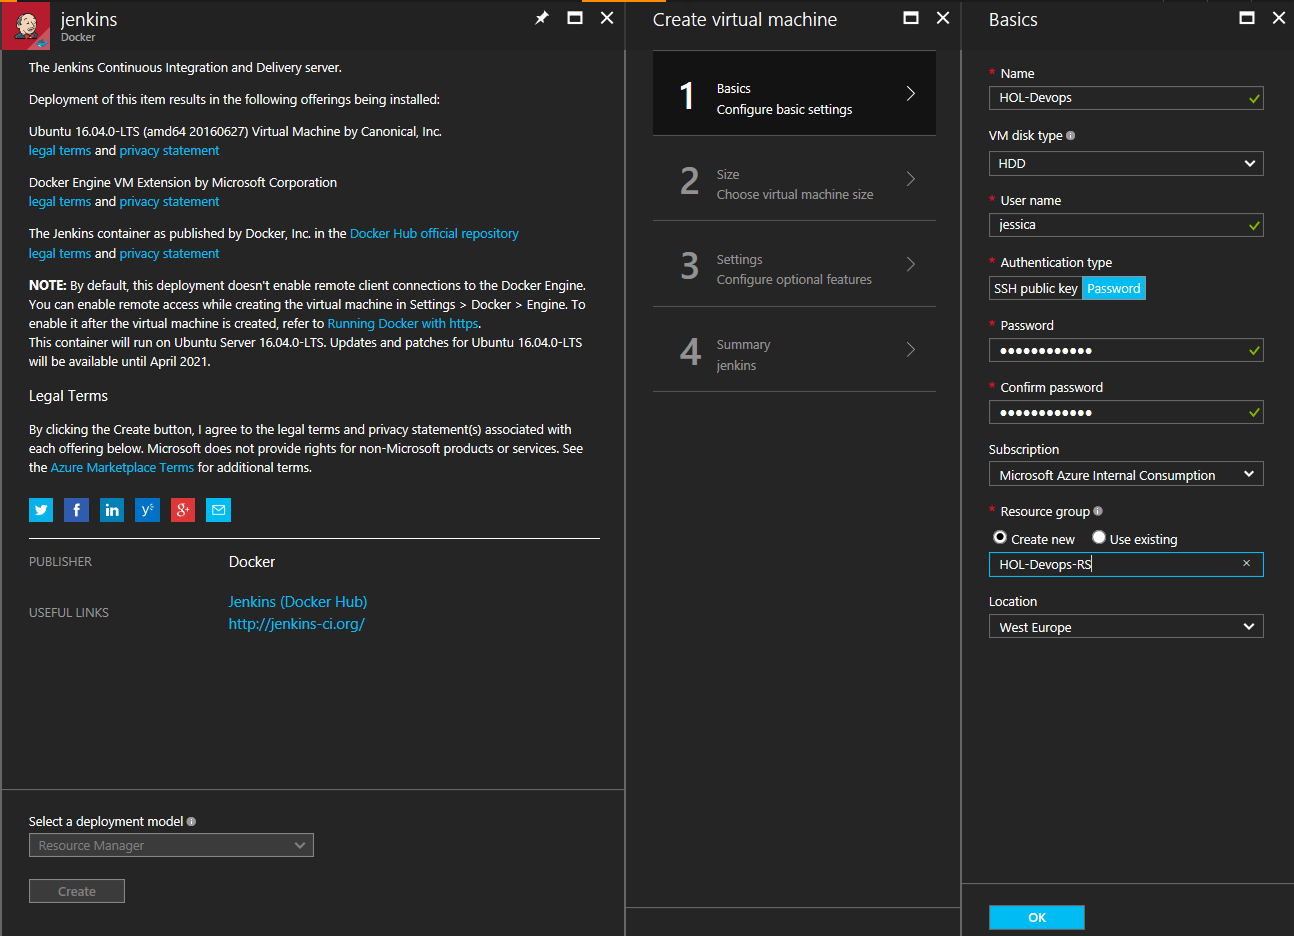 jenkins
Docker
The Jenkins Continuous Integration and Delivery server.
Deployment of this item results in the following offerings being installed:
Ubuntu 16.04.0-LTS (amd64 20160627) Virtual Machine by Canonical, Inc.
legal terms and privacy statement
Docker Engine VM Extension by Microsoft Corporation
legal terms and privacy statement
The Jenkins container as published by Docker, Inc. in the Docker Hub official repository
legal terms and privacy statement
NOTE: By default, this deployment doesn't enable remote client connections to the Docker Engine.
You can enable remote access while creating the virtual machine in Settings > Docker > Engine. To
enable it after the virtual machine is created, refer to Running Docker with https.
This container will run on Ubuntu Server 16.04.0-LTS. Updates and patches for Ubuntu 16.04.0-LTS
will be available until April 2021.
Legal Terms
By clicking the Create button, I agree to the legal terms and privacy statement(s) associated with
each offering below. Microsoft does not provide rights for non-Microsoft products or services. See
the Azure Marketplace Terms for additional terms.
PUBLISHER
Docker
USEFUL LINKS
Jenkins (Docker Hub)
http://jenkins-ci.org/
Select a deployment model
Resource Manager
Create
Create virtual machine
1
Basics
Configure basic settings
2
Size
Choose virtual machine size
3
Settings
Configure optional features
4
Summary
jenkins
Basics
* Name
HOL-Devops
VM disk type
HDD
* User name
jessica
* Authentication type
SSH public key Password
* Password
●●●●●●●●●●●●
* Confirm password
●●●●●●●●●●●●
Subscription
Microsoft Azure Internal Consumption
* Resource group
Create new Use existing
HOL-Devops-RS
Location
West Europe
OK